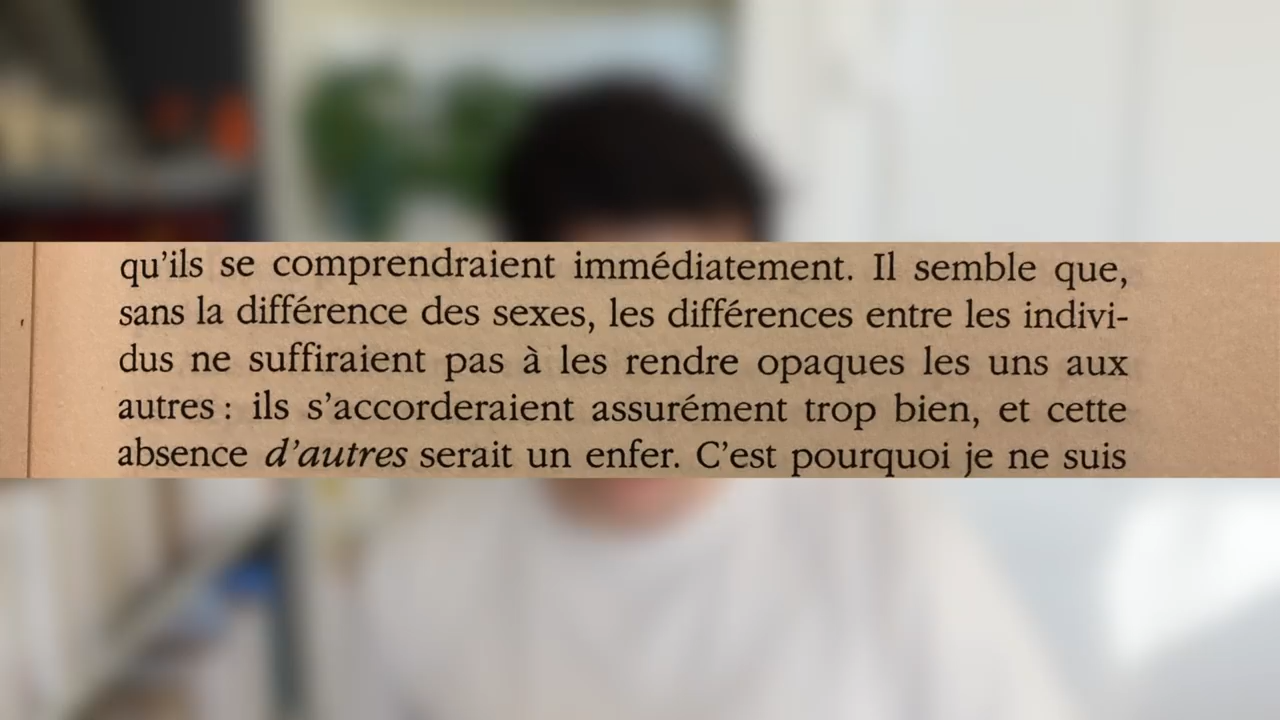 qu'ils se comprendraient immédiatement. Il semble que,
sans la différence des sexes, les différences entre les indivi-
dus ne suffiraient pas à les rendre opaques les uns aux
autres : ils s'accorderaient assurément trop bien, et cette
absence d'autres serait un enfer. C'est pourquoi je ne suis